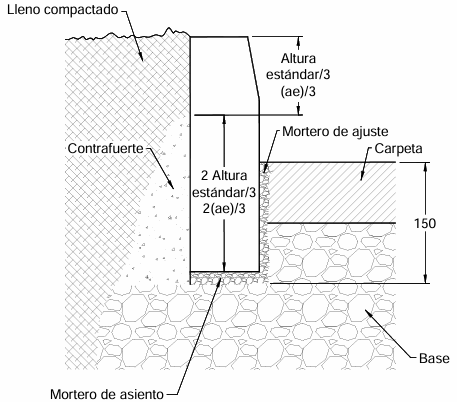 Lleno compactado
Altura
estándar/3
(ae)/3
Mortero de ajuste
Carpeta
Contrafuerte
2 Altura
estándar/3
2(ae)/3
150
Base
Mortero de asiento